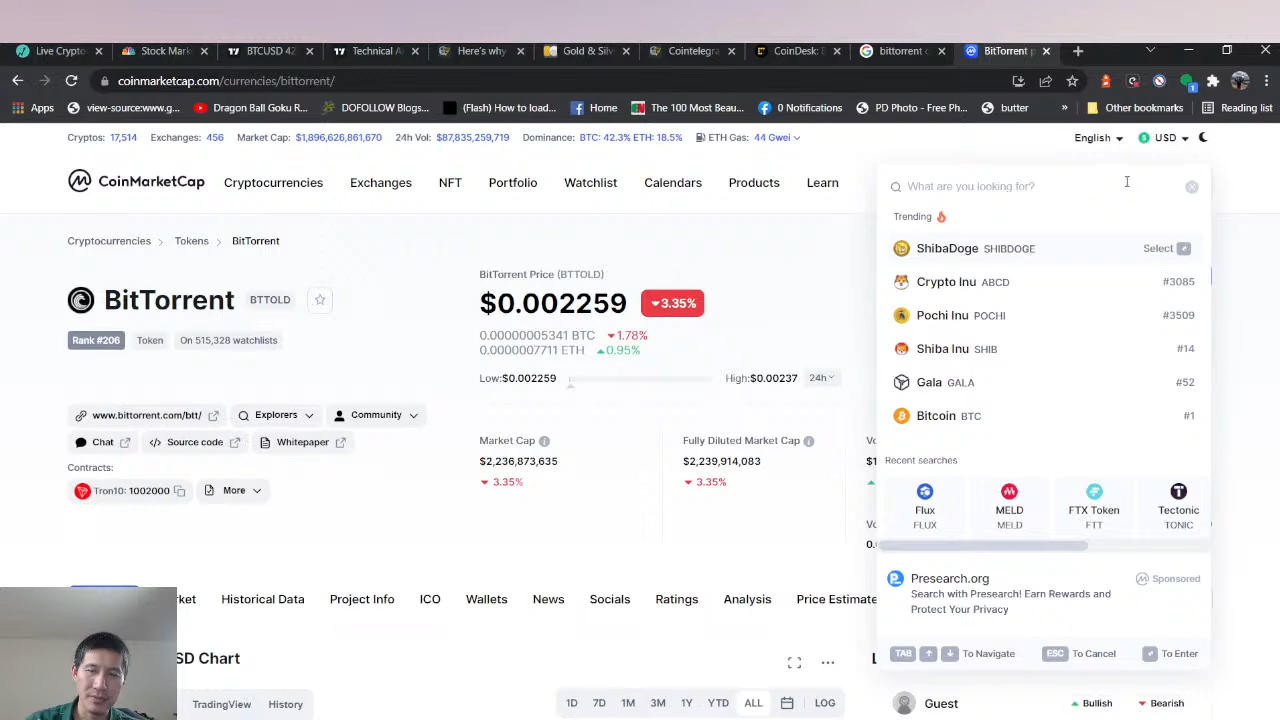 Live Crypto
Stock Mark
BTCUSD 42
Technical A
Here's why
Gold & Silv
Cointelegra
CoinDesk: B
bittorrent c
BitTorrent p
coinmarketcap.com/currencies/bittorrent/
Apps
view-source:www.g...
Dragon Ball Goku R...
DOFOLLOW Blogs...
(Flash) How to load...
Home
The 100 Most Beau...
0 Notifications
PD Photo - Free Ph...
butter
»
Other bookmarks
Reading list
Cryptos: 17,514 Exchanges: 456 Market Cap: $1,896,626,861,670 24h Vol: $87,835,259,719 Dominance: BTC: 42.3% ETH: 18.5% ETH Gas: 44 Gwei
English
USD
CoinMarketCap
Cryptocurrencies
Exchanges
NFT
Portfolio
Watchlist
Calendars
Products
Learn
What are you looking for?
Trending
ShibaDoge SHIBDOGE Select
Crypto Inu ABCD #3085
Pochi Inu POCHI #3509
Shiba Inu SHIB #14
Gala GALA #52
Bitcoin BTC #1
Recent searches
Flux
FLUX
MELD
MELD
FTX Token
FTT
Tectonic
TONIC
Presearch.org
Sponsored
Search with Presearch! Earn Rewards and
Protect Your Privacy
TAB To Navigate
ESC To Cancel
To Enter
Cryptocurrencies > Tokens > BitTorrent
BitTorrent BTTOLD
Rank #206
Token
On 515,328 watchlists
BitTorrent Price (BTTOLD)
$0.002259
3.35%
0.00000005341 BTC 1.78%
0.0000007711 ETH 0.95%
Low:$0.002259
High:$0.00237
24h
www.bittorrent.com/btt/
Explorers
Community
Chat
Source code
Whitepaper
Contracts:
Tron10: 1002000
More
Market Cap
$2,236,873,635
3.35%
Fully Diluted Market Cap
$2,239,914,083
3.35%
Historical Data
Project Info
ICO
Wallets
News
Socials
Ratings
Analysis
Price Estimate
SD Chart
TradingView
History
1D
7D
1M
3M
1Y
YTD
ALL
LOG
Guest
Bullish
Bearish